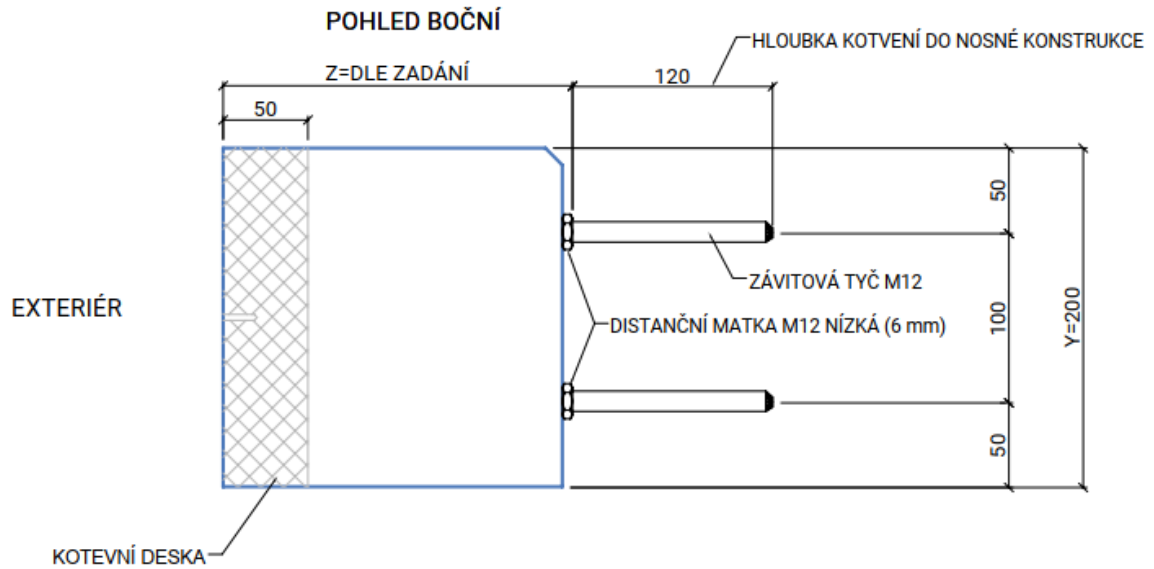 POHLED BOČNÍ
HLOUBKA KOTVENÍ DO NOSNÉ KONSTRUKCE
Z=DLE ZADÁNÍ
120
50
50
ZÁVITOVÁ TYČ M12
EXTERIÉR
DISTANČNÍ MATKA M12 NÍZKÁ (6 mm)
100
Y=200
50
KOTEVNÍ DESKA